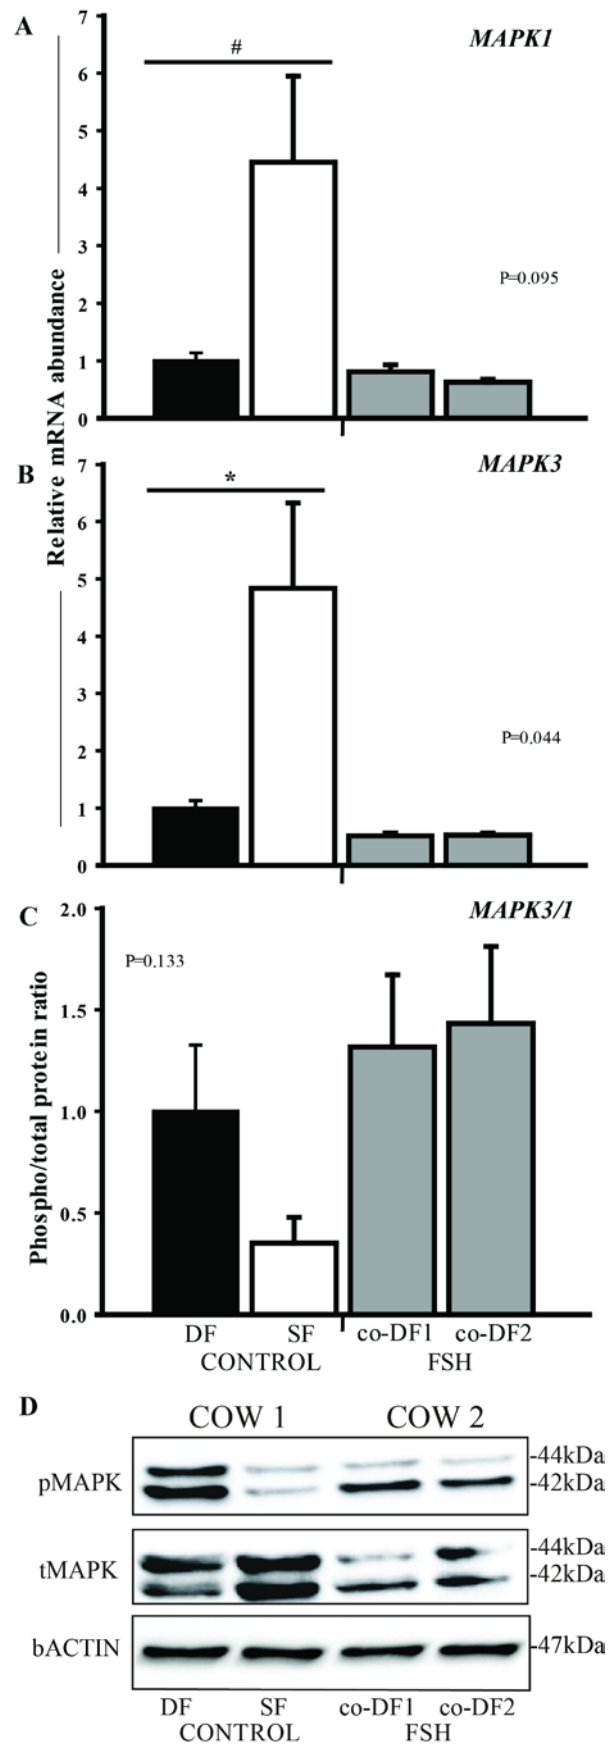 A
MAPK1
7
#
6
5
4
3
P=0.095
2
1
0
Relative mRNA abundance
B
MAPK3
7
*
6
5
4
3
P=0.044
2
1
0
C
MAPK3/1
2.0
P=0.133
1.5
1.0
0.5
0.0
Phospho/total protein ratio
DF SF co-DF1 co-DF2
CONTROL FSH
D
COW 1 COW 2
pMAPK
-44kDa
-42kDa
tMAPK
-44kDa
-42kDa
bACTIN
-47kDa
DF SF co-DF1 co-DF2
CONTROL FSH